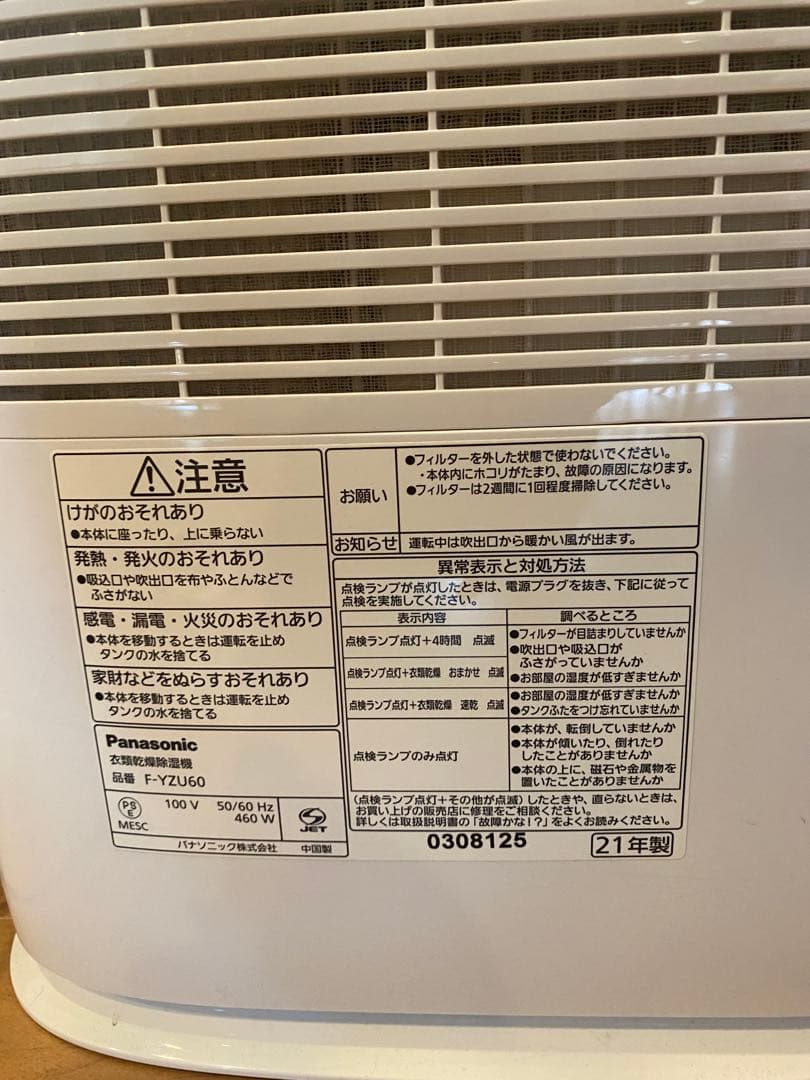 注意
けがのおそれあり
●本体に座ったり、上に乗らない
発熱・発火のおそれあり
●吸込口や吹出口を布やふとんなどで
ふさがない
感電・漏電・火災のおそれあり
●本体を移動するときは運転を止め
タンクの水を捨てる
家財などをぬらすおそれあり
●本体を移動するときは運転を止め
タンクの水を捨てる
Panasonic
衣類乾燥除湿機
品番 F-YZU60
PSE
MESC
100 V 50/60 Hz
460 W
JET
パナソニック株式会社 中国製
お願い
●フィルターを外した状態で使わないでください。
・本体内にホコリがたまり、故障の原因になります。
●フィルターは2週間に1回程度掃除してください。
お知らせ 運転中は吹出口から暖かい風が出ます。
異常表示と対処方法
点検ランプが点灯したときは、電源プラグを抜き、下記に従って
点検を実施してください。
表示内容 調べるところ
点検ランプ点灯+4時間 点滅
●フィルターが目詰まりしていませんか
●吹出口や吸込口が
ふさがっていませんか
●お部屋の湿度が低すぎませんか
点検ランプ点灯+衣類乾燥 おまかせ 点滅
点検ランプ点灯+衣類乾燥 速乾 点滅
●お部屋の湿度が低すぎませんか
●タンクふたをつけ忘れていませんか
点検ランプのみ点灯
●本体が、転倒していませんか
●本体が傾いたり、倒れたり
したことがありませんか
●本体の上に、磁石や金属物を
置いたことがありませんか
(点検ランプ点灯+その他が点滅)したときや、直らないときは、
お買い上げの販売店に修理をご相談ください。
詳しくは取扱説明書の「故障かな!?」をよくお読みください。
0308125
21年製